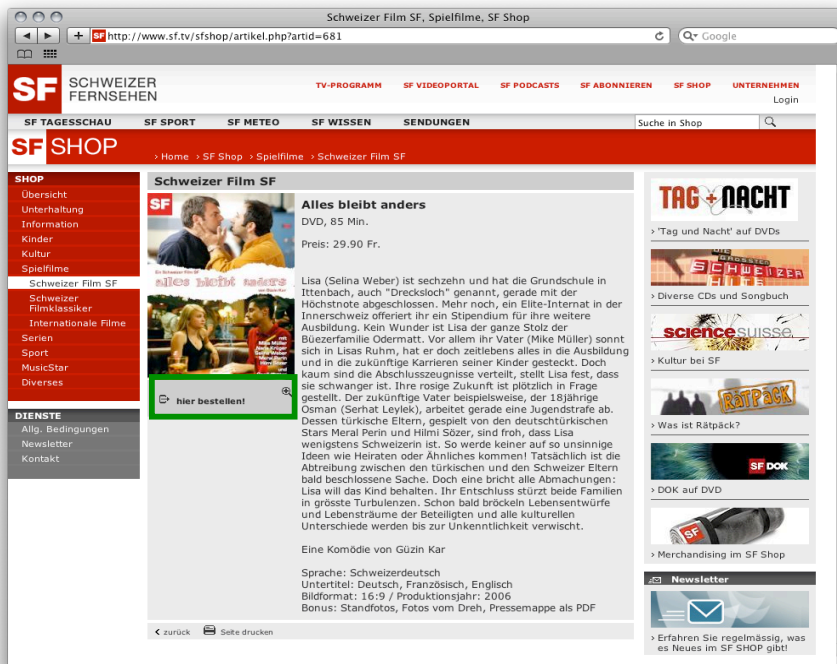 Schweizer Film SF, Spielfilme, SF Shop
SF http://www.sf.tv/sfshop/artikel.php?artid=681
Google
SF SCHWEIZER
FERNSEHEN
TV-PROGRAMM SF VIDEOPORTAL SF PODCASTS SF ABONNIEREN SF SHOP UNTERNEHMEN
Login
SF TAGESSCHAU SF SPORT SF METEO SF WISSEN SENDUNGEN
Suche in Shop
SF SHOP
› Home › SF Shop › Spielfilme › Schweizer Film SF
SHOP
Übersicht
Unterhaltung
Information
Kinder
Kultur
Spielfilme
Schweizer Film SF
Schweizer
Filmklassiker
Internationale Filme
Serien
Sport
MusicStar
Diverses
DIENSTE
Allg. Bedingungen
Newsletter
Kontakt
Schweizer Film SF
SF
Ein Schweizer Film SF
alles bleibt anders
von Güzin Kar
Mike Müller
hier bestellen!
Alles bleibt anders
DVD, 85 Min.
Preis: 29.90 Fr.
Lisa (Selina Weber) ist sechzehn und hat die Grundschule in
Ittenbach, auch "Drecksloch" genannt, gerade mit der
Höchstnote abgeschlossen. Mehr noch, ein Elite-Internat in der
Innerschweiz offeriert ihr ein Stipendium für ihre weitere
Ausbildung. Kein Wunder ist Lisa der ganze Stolz der
Büezerfamilie Odermatt. Vor allem ihr Vater (Mike Müller) sonnt
sich in Lisas Ruhm, hat er doch zeitlebens alles in die Ausbildung
und in die zukünftige Karrieren seiner Kinder gesteckt. Doch
kaum sind die Abschlusszeugnisse verteilt, stellt Lisa fest, dass
sie schwanger ist. Ihre rosige Zukunft ist plötzlich in Frage
gestellt. Der zukünftige Vater beispielsweise, der 18jährige
Osman (Serhat Leylek), arbeitet gerade eine Jugendstrafe ab.
Dessen türkische Eltern, gespielt von den deutschtürkischen
Stars Meral Perin und Hilmi Sözer, sind froh, dass Lisa
wenigstens Schweizerin ist. So werde keiner auf so unsinnige
Ideen wie Heiraten oder Ähnliches kommen! Tatsächlich ist die
Abtreibung zwischen den türkischen und den Schweizer Eltern
bald beschlossene Sache. Doch eine bricht alle Abmachungen:
Lisa will das Kind behalten. Ihr Entschluss stürzt beide Familien
in grösste Turbulenzen. Schon bald bröckeln Lebensentwürfe
und Lebensträume der Beteiligten und alle kulturellen
Unterschiede werden bis zur Unkenntlichkeit verwischt.
Eine Komödie von Güzin Kar
Sprache: Schweizerdeutsch
Untertitel: Deutsch, Französisch, Englisch
Bildformat: 16:9 / Produktionsjahr: 2006
Bonus: Standfotos, Fotos vom Dreh, Pressemappe als PDF
zurück Seite drucken
TAG + NACHT
› 'Tag und Nacht' auf DVDs
DIE GRÖSSTEN
SCHWEIZER HITS
› Diverse CDs und Songbuch
sciencesuisse
› Kultur bei SF
RÄTPÄCK
› Was ist Rätpäck?
SF DOK
› DOK auf DVD
SF
› Merchandising im SF Shop
Newsletter
› Erfahren Sie regelmässig, was
es Neues im SF SHOP gibt!